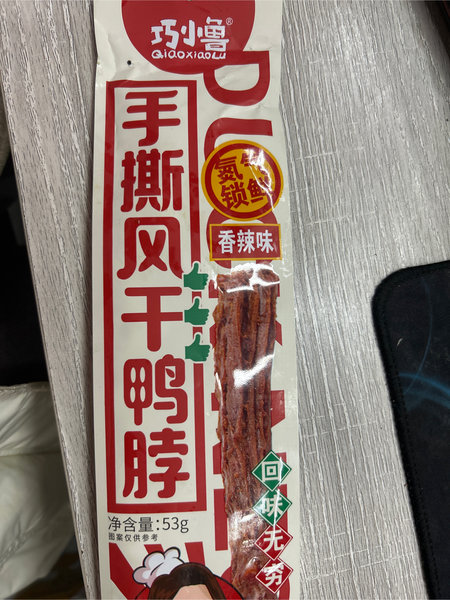 巧小鲁®
QiaoxiaoLu
手撕风干鸭脖
氮气
锁鲜
香辣味
回味无穷
净含量:53g
图案仅供参考